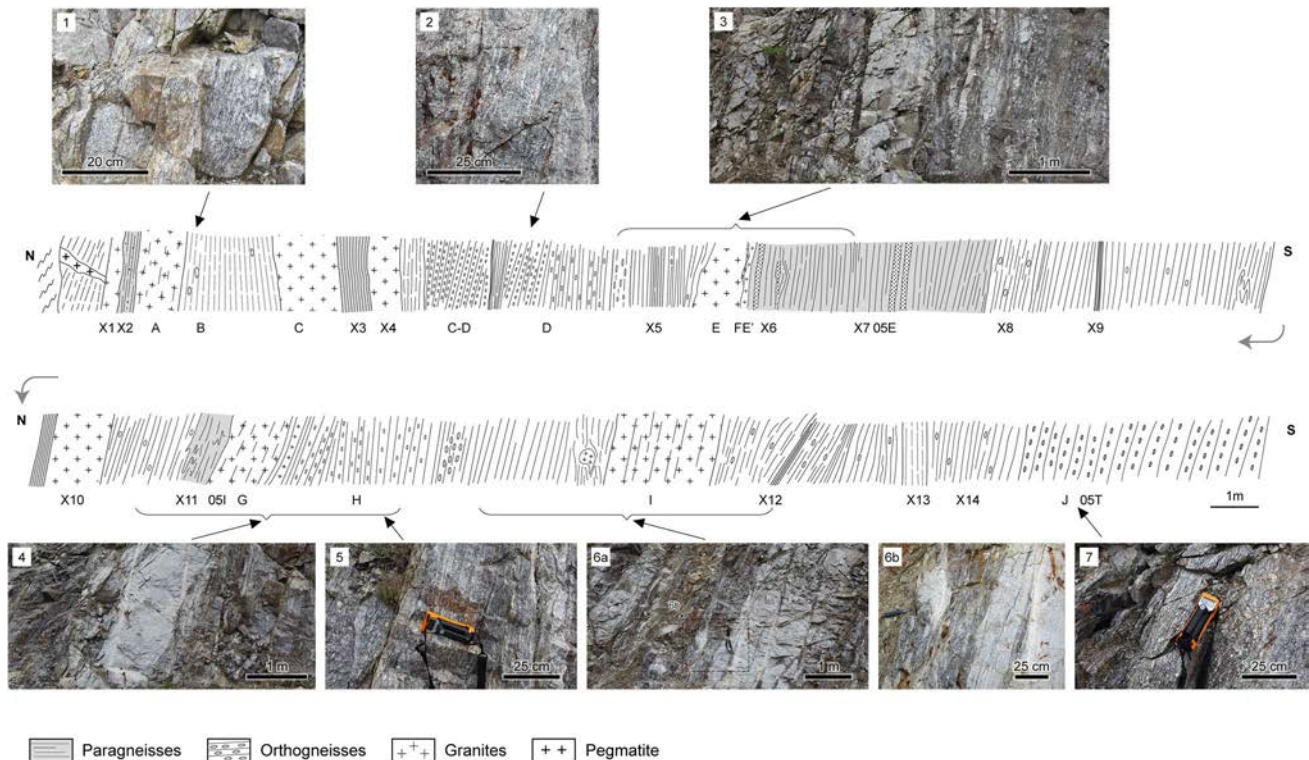 1
2
3
20 cm
25 cm
1 m
N
S
X1 X2 A B C X3 X4 C-D D X5 E FE' X6 X7 05E X8 X9
N
S
X10 X11 05I G H I X12 X13 X14 J 05T
1m
4
5
6a
6b
7
1 m
25 cm
1 m
25 cm
25 cm
Paragneisses Orthogneisses Granites Pegmatite